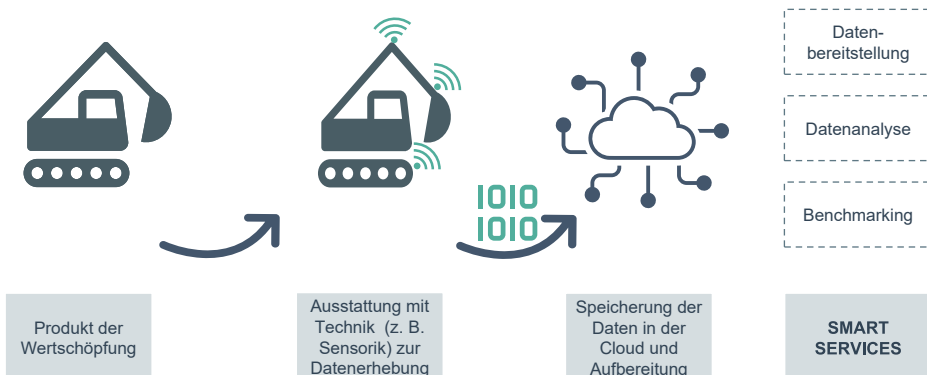 Daten-
bereitstellung
Datenanalyse
Benchmarking
1010
1010
Produkt der
Wertschöpfung
Ausstattung mit
Technik (z. B.
Sensorik) zur
Datenerhebung
Speicherung der
Daten in der
Cloud und
Aufbereitung
SMART
SERVICES